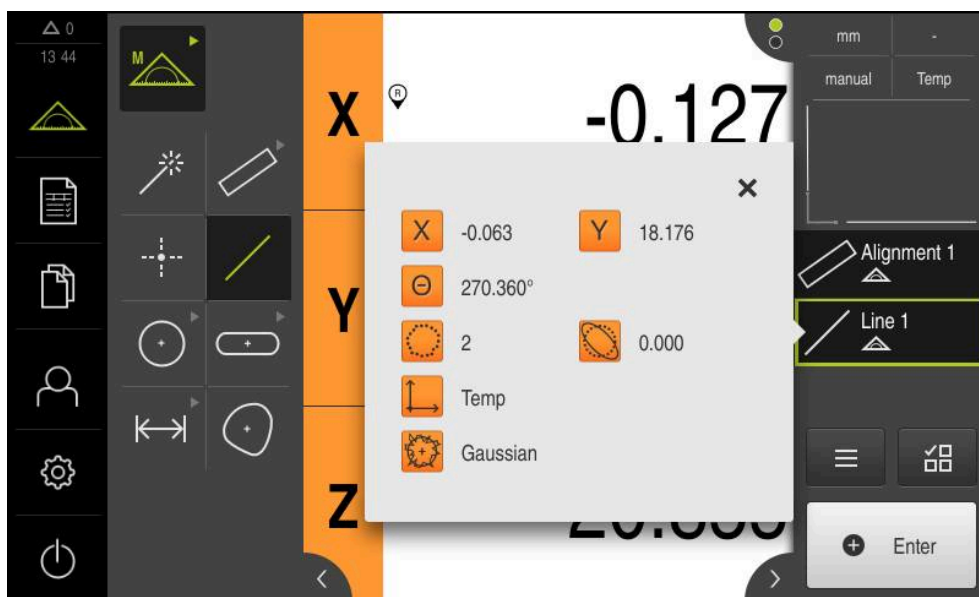 0
13 44
M
X
R
-0.127
Y
Z
X -0.063 Y 18.176
Θ 270.360°
2 0.000
Temp
Gaussian
mm -
manual Temp
Alignment 1
Line 1
Enter